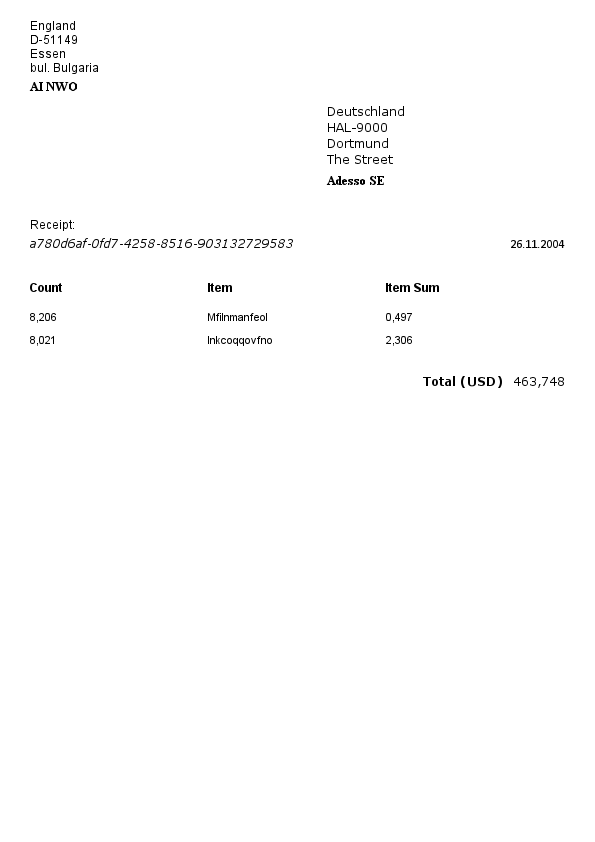 England
D-51149
Essen
bul. Bulgaria
AI NWO
Deutschland
HAL-9000
Dortmund
The Street
Adesso SE
Receipt:
a780d6af-0fd7-4258-8516-903132729583 26.11.2004
Count Item Item Sum
8,206 Mfilnmanfeol 0,497
8,021 Inkcoqqovfno 2,306
Total (USD) 463,748